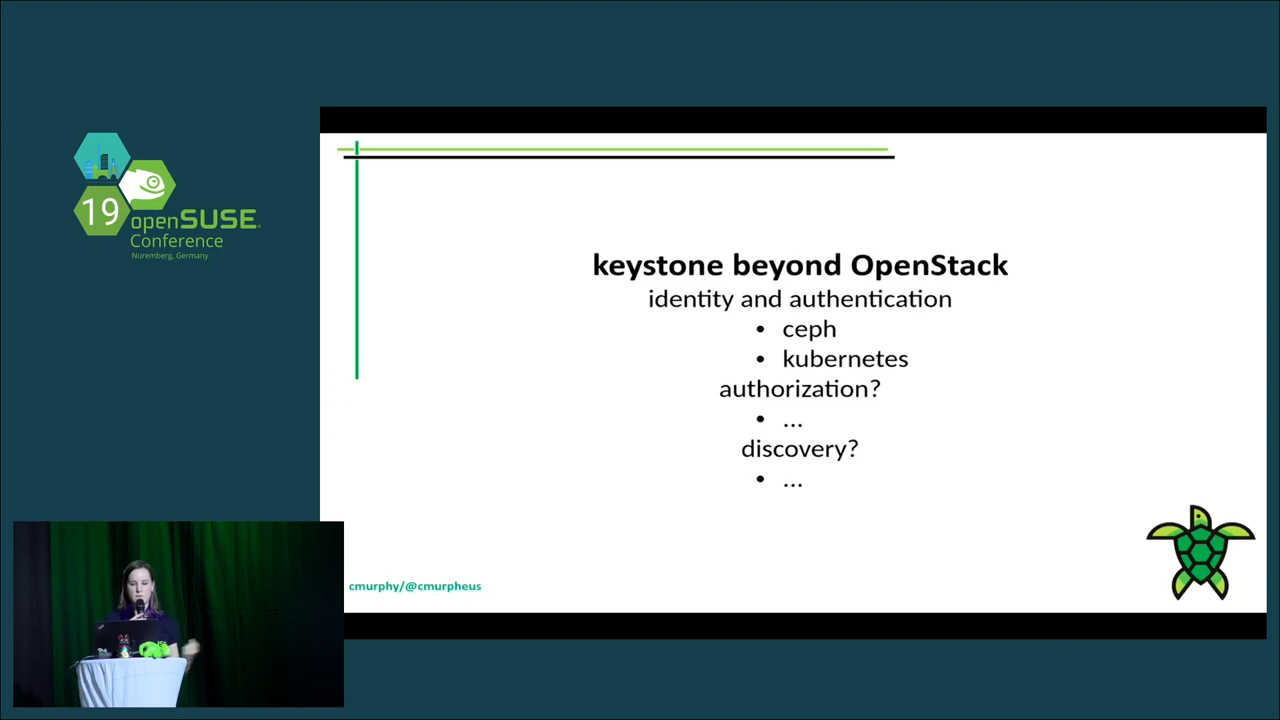 19
openSUSE
Conference
Nuremberg, Germany
keystone beyond OpenStack
identity and authentication
• ceph
• kubernetes
authorization?
• ...
discovery?
• ...
cmurphy/@cmurpheus